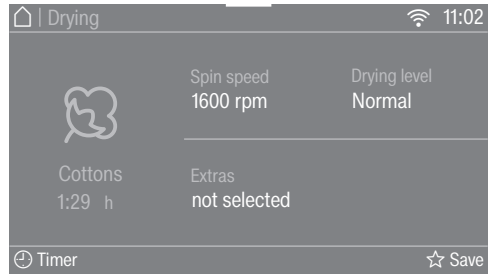 | Drying 11:02
Spin speed
1600 rpm
Drying level
Normal
Cottons
1:29 h
Extras
not selected
Timer
Save